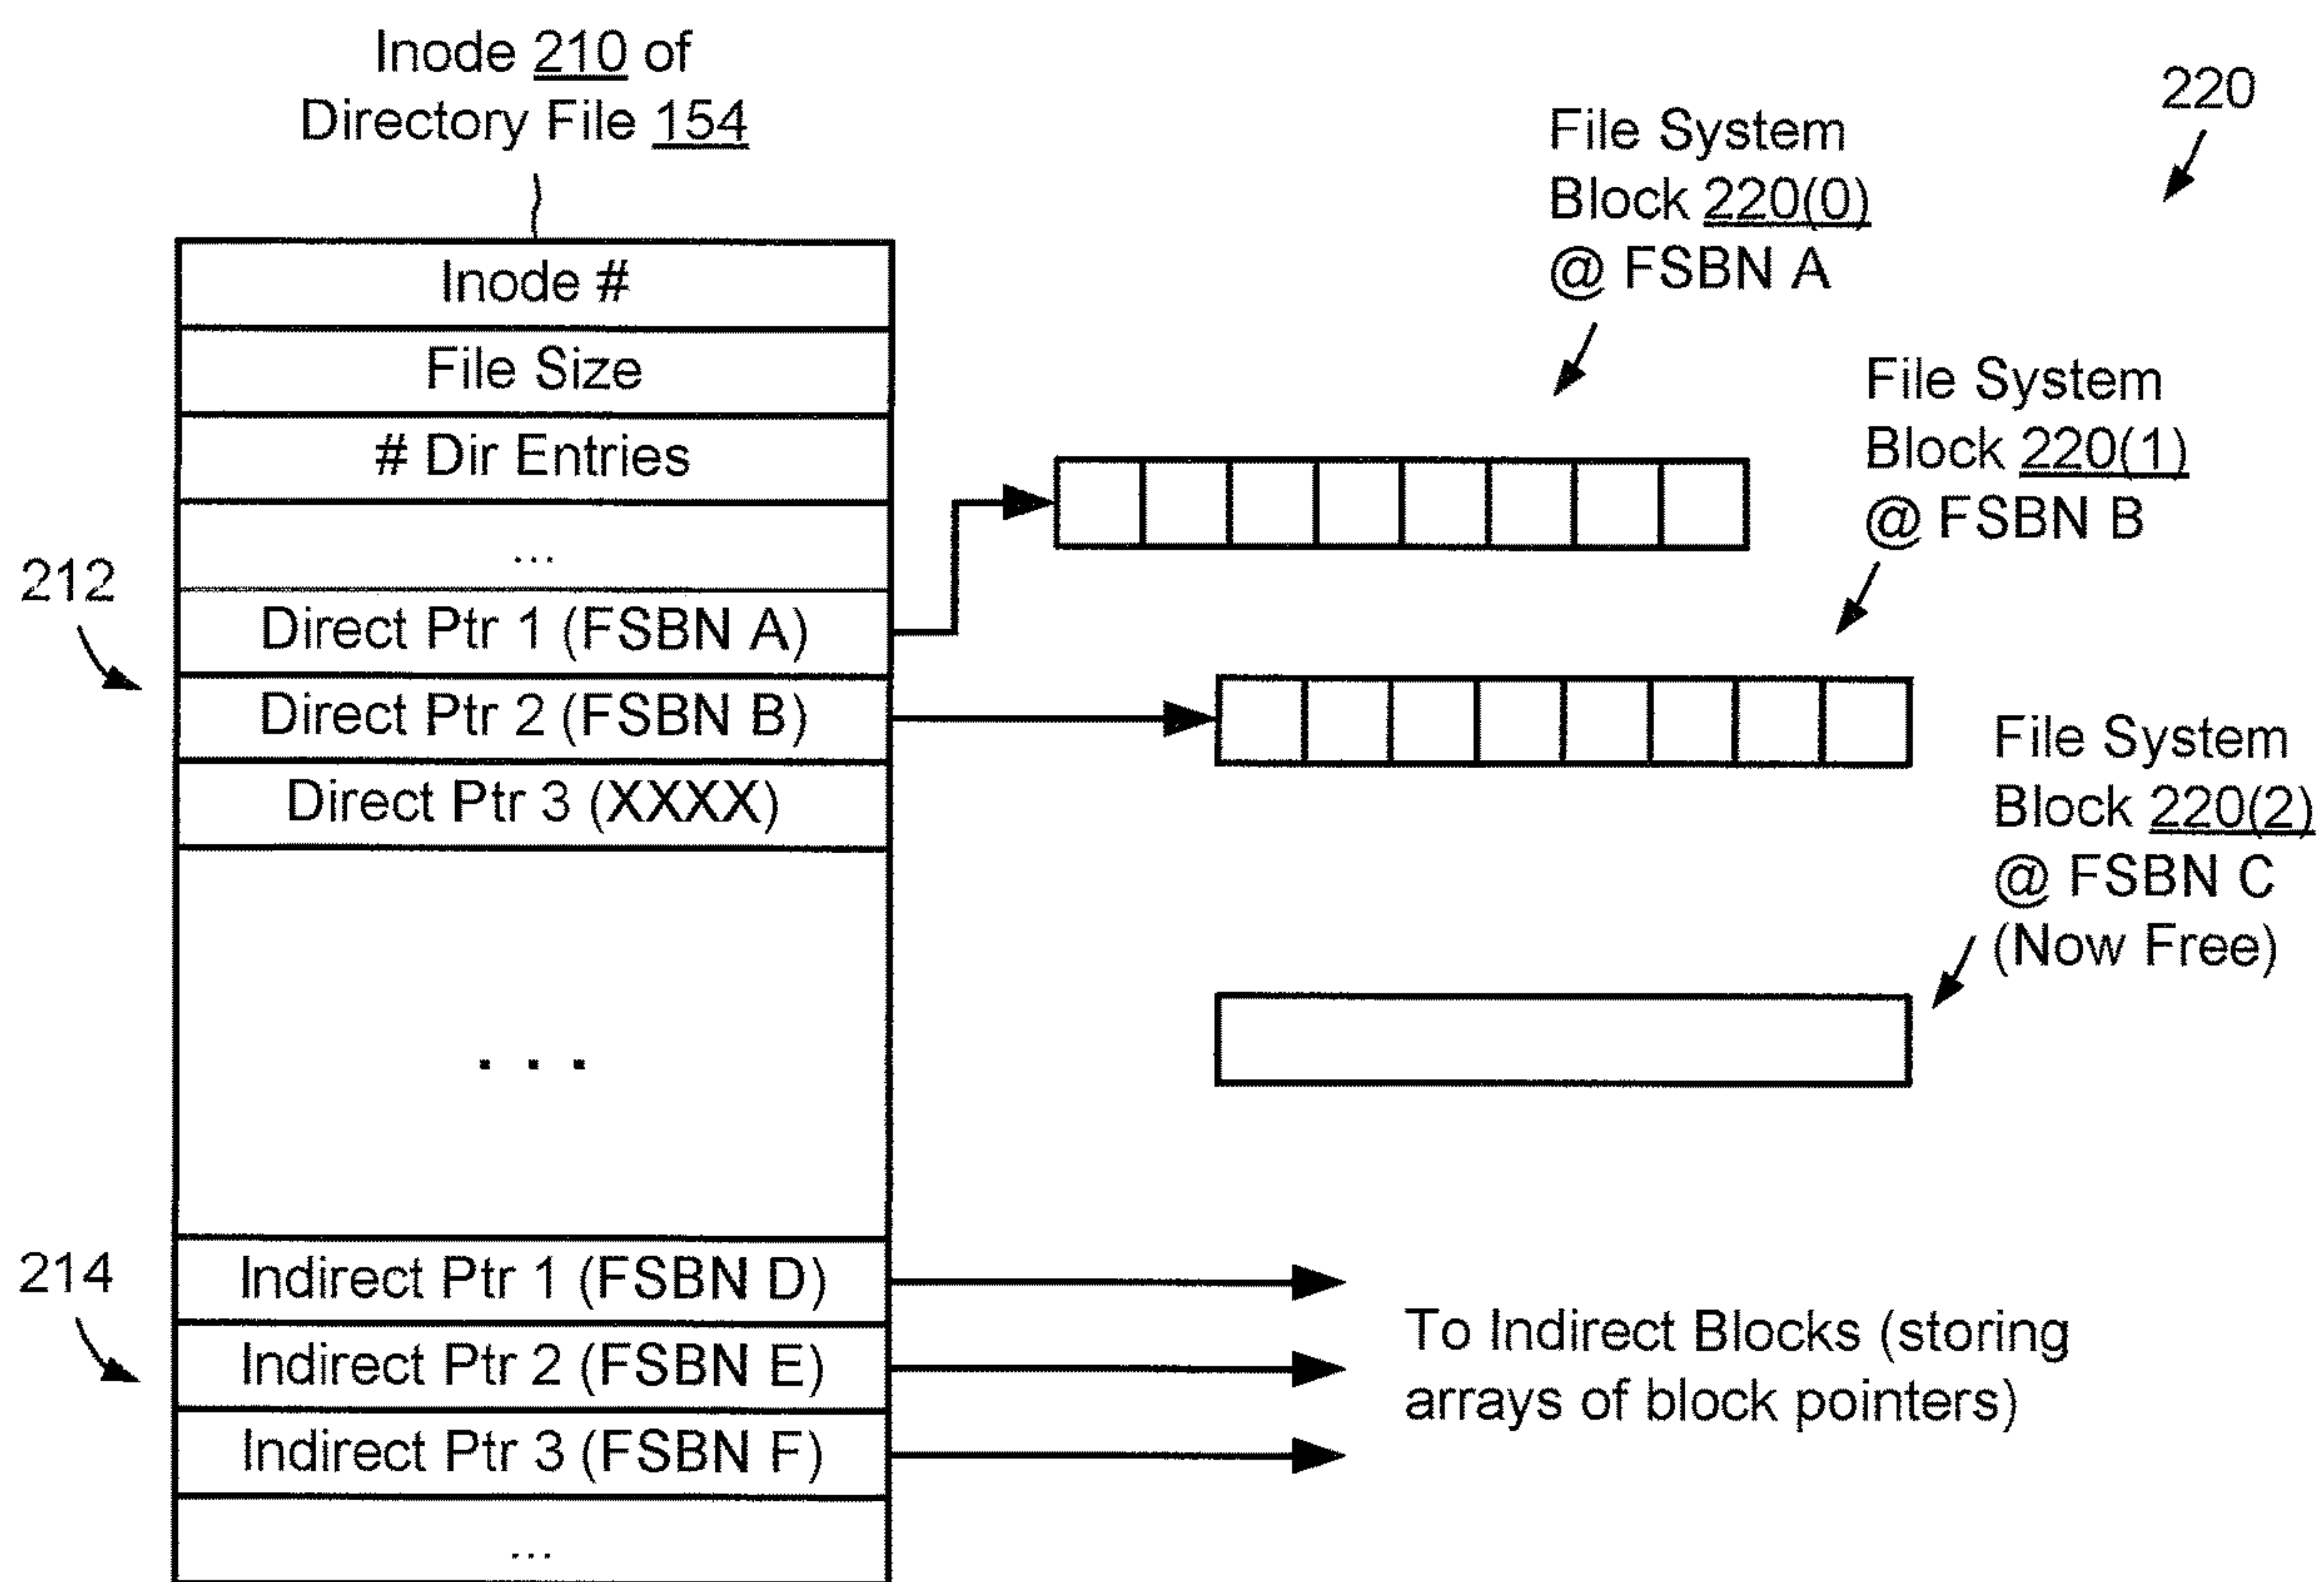 Inode 210 of
Directory File 154
220
File System
Block 220(0)
@ FSBN A
File System
Block 220(1)
@ FSBN B
Inode #
File Size
# Dir Entries
...
212
Direct Ptr 1 (FSBN A)
Direct Ptr 2 (FSBN B)
Direct Ptr 3 (XXXX)
File System
Block 220(2)
@ FSBN C
(Now Free)
. . .
214
Indirect Ptr 1 (FSBN D)
Indirect Ptr 2 (FSBN E)
Indirect Ptr 3 (FSBN F)
...
To Indirect Blocks (storing
arrays of block pointers)